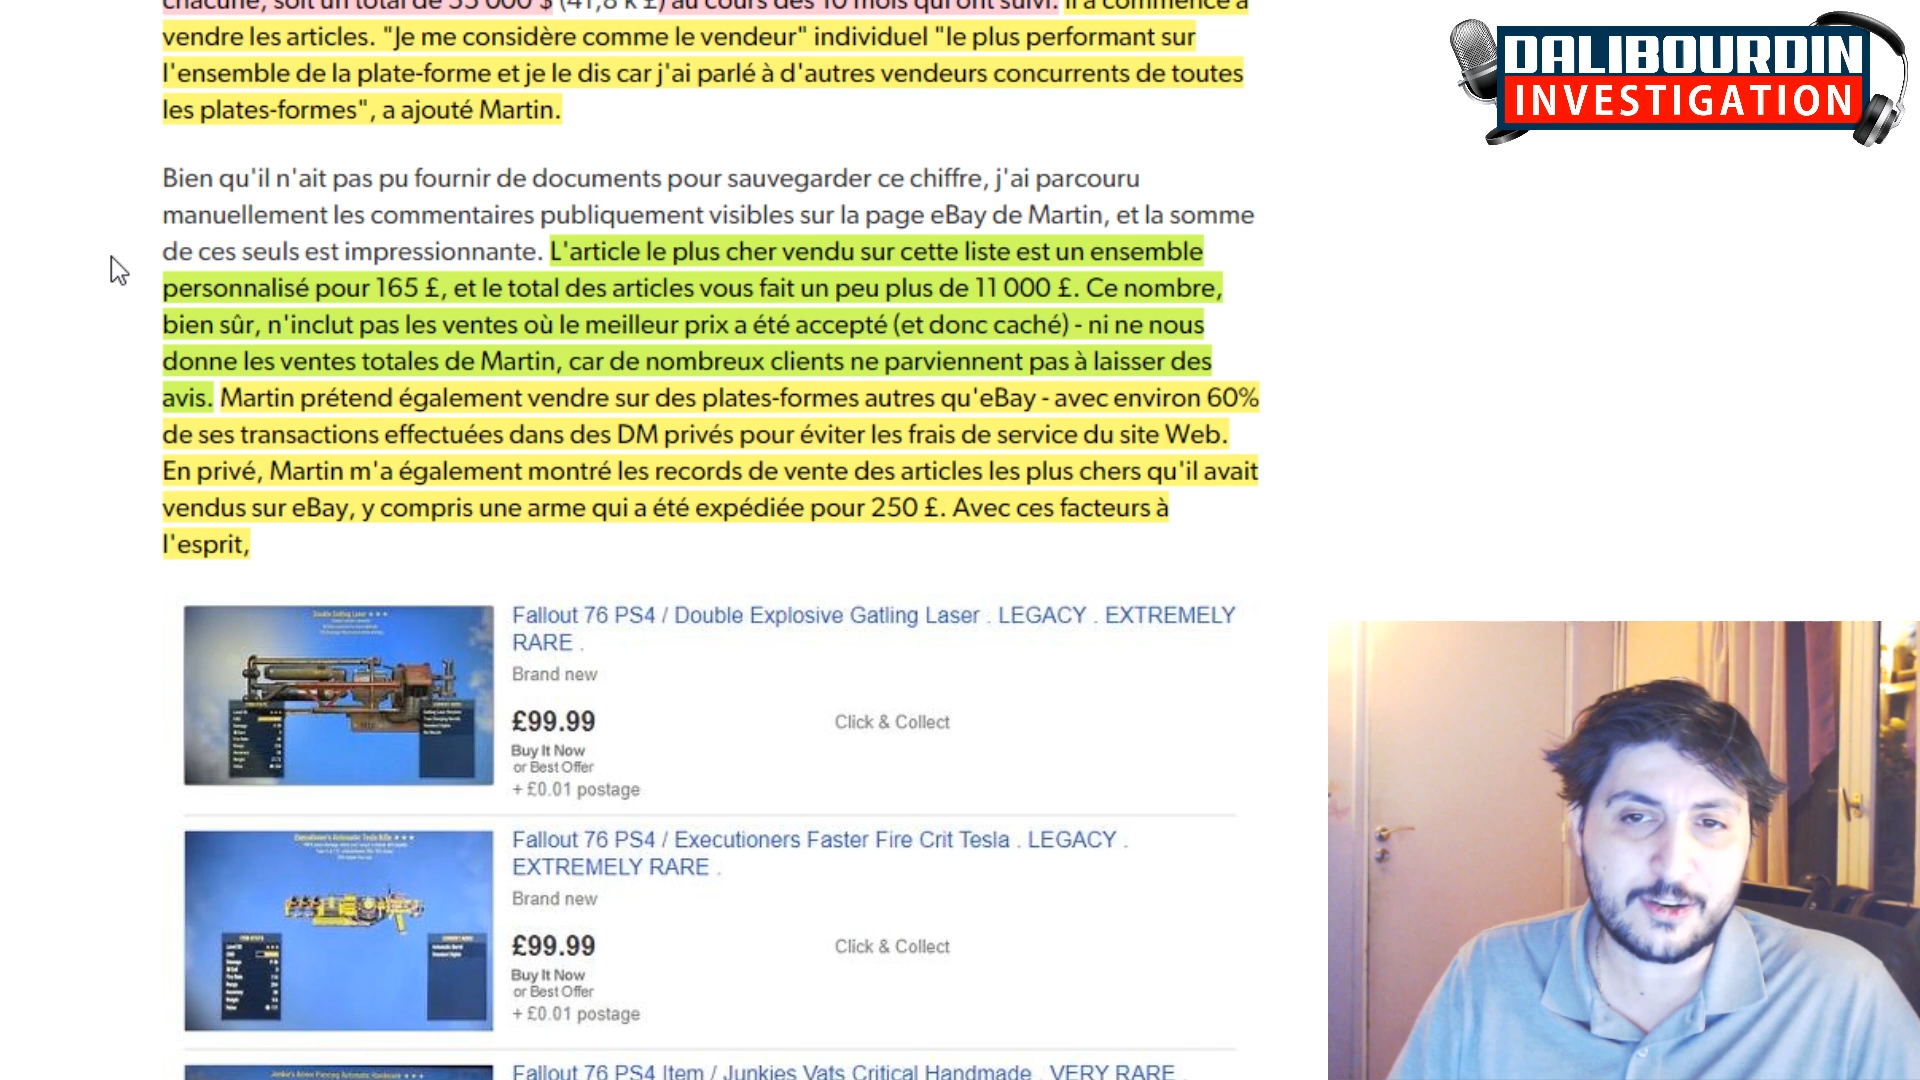 chacune, soit un total de 55 000 $ (41,8 k £) au cours des 10 mois qui ont suivi. Il a commencé à
vendre les articles. "Je me considère comme le vendeur" individuel "le plus performant sur
l'ensemble de la plate-forme et je le dis car j'ai parlé à d'autres vendeurs concurrents de toutes
les plates-formes", a ajouté Martin.
Bien qu'il n'ait pas pu fournir de documents pour sauvegarder ce chiffre, j'ai parcouru
manuellement les commentaires publiquement visibles sur la page eBay de Martin, et la somme
de ces seuls est impressionnante. L'article le plus cher vendu sur cette liste est un ensemble
personnalisé pour 165 £, et le total des articles vous fait un peu plus de 11 000 £. Ce nombre,
bien sûr, n'inclut pas les ventes où le meilleur prix a été accepté (et donc caché) - ni ne nous
donne les ventes totales de Martin, car de nombreux clients ne parviennent pas à laisser des
avis. Martin prétend également vendre sur des plates-formes autres qu'eBay - avec environ 60%
de ses transactions effectuées dans des DM privés pour éviter les frais de service du site Web.
En privé, Martin m'a également montré les records de vente des articles les plus chers qu'il avait
vendus sur eBay, y compris une arme qui a été expédiée pour 250 £. Avec ces facteurs à
l'esprit,
DALIBOURDIN
INVESTIGATION
Fallout 76 PS4 / Double Explosive Gatling Laser . LEGACY . EXTREMELY
RARE .
Brand new
£99.99
Click & Collect
Buy It Now
or Best Offer
+ £0.01 postage
Fallout 76 PS4 / Executioners Faster Fire Crit Tesla . LEGACY .
EXTREMELY RARE .
Brand new
£99.99
Click & Collect
Buy It Now
or Best Offer
+ £0.01 postage
Fallout 76 PS4 Item / Junkies Vats Critical Handmade . VERY RARE .